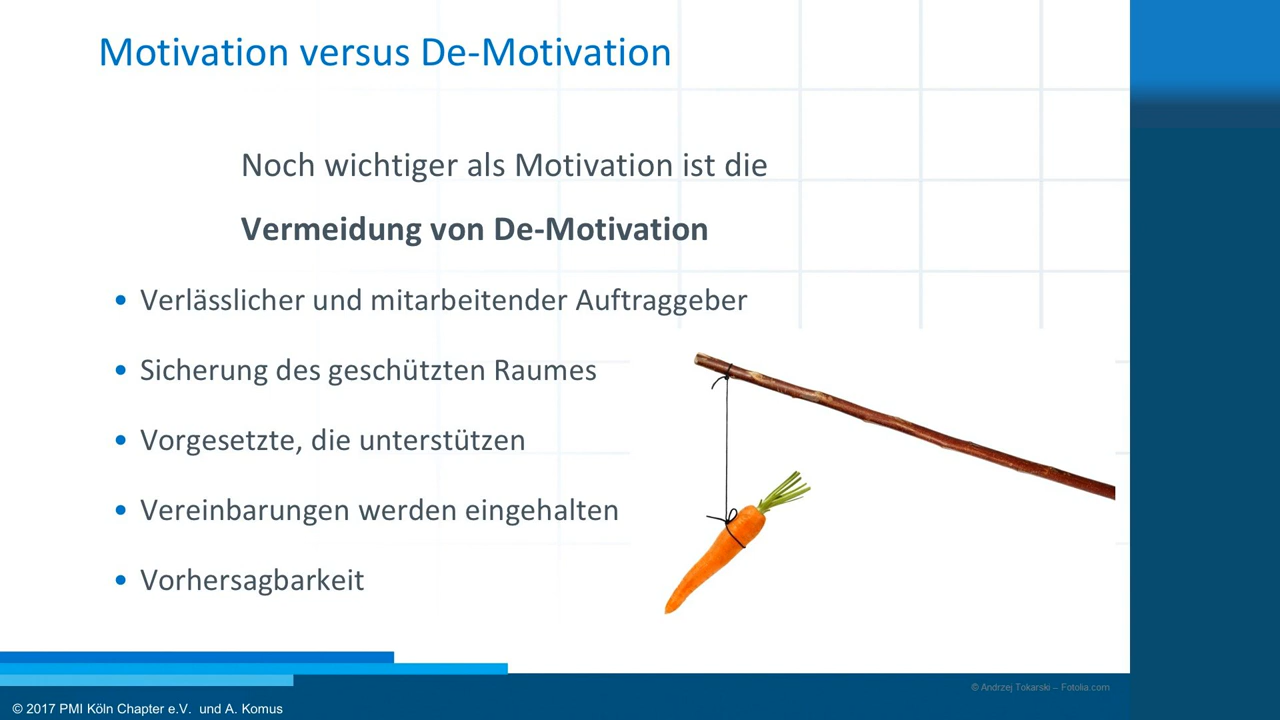 Motivation versus De-Motivation
Noch wichtiger als Motivation ist die
Vermeidung von De-Motivation
• Verlässlicher und mitarbeitender Auftraggeber
• Sicherung des geschützten Raumes
• Vorgesetzte, die unterstützen
• Vereinbarungen werden eingehalten
• Vorhersagbarkeit
© Andrzej Tokarski – Fotolia.com
© 2017 PMI Köln Chapter e.V. und A. Komus